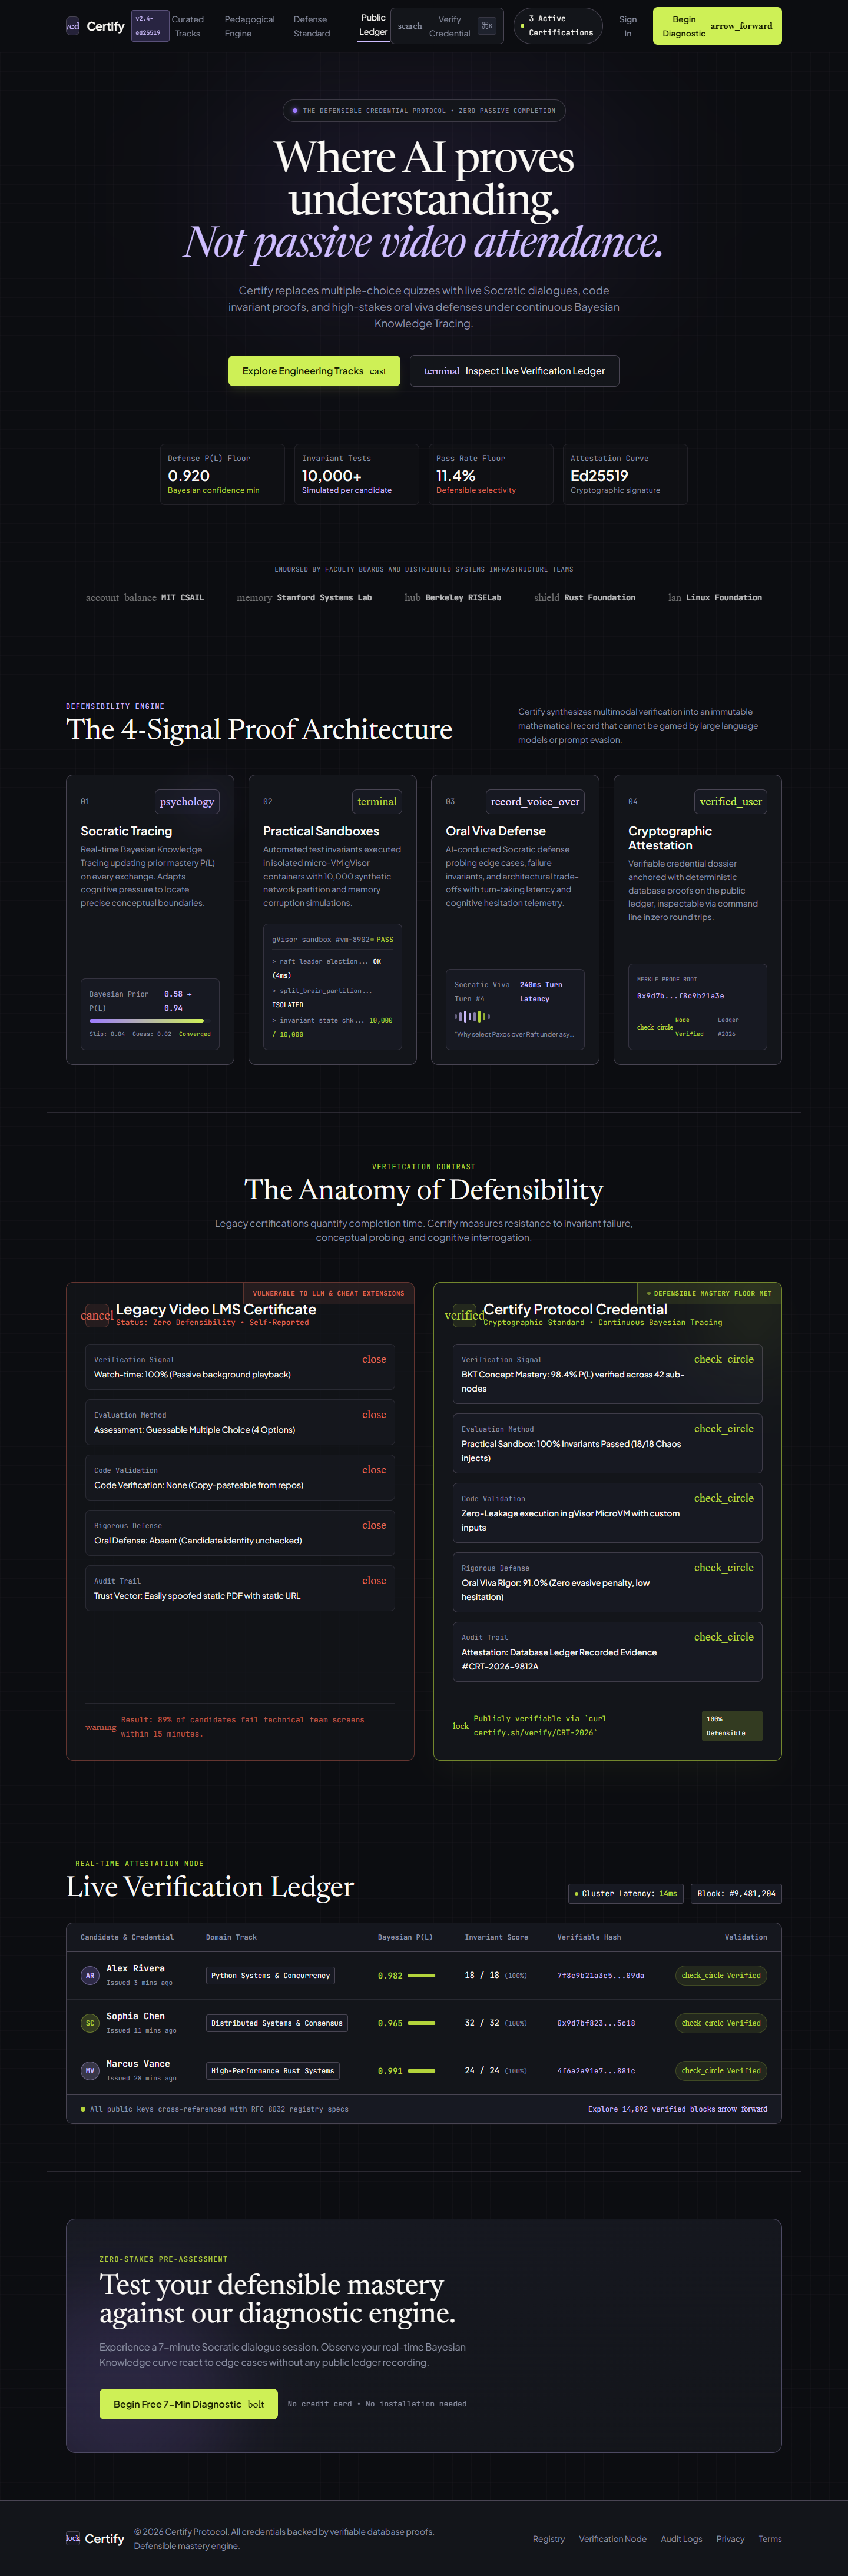 yed
Certify
v2.4-
ed25519
Curated
Tracks
Pedagogical
Engine
Defense
Standard
Public
Ledger
search
Verify
Credential
⌘K
3 Active
Certifications
Sign
In
Begin
Diagnostic
arrow_forward
THE DEFENSIBLE CREDENTIAL PROTOCOL • ZERO PASSIVE COMPLETION
Where AI proves
understanding.
Not passive video attendance.
Certify replaces multiple-choice quizzes with live Socratic dialogues, code
invariant proofs, and high-stakes oral viva defenses under continuous Bayesian
Knowledge Tracing.
Explore Engineering Tracks east
terminal Inspect Live Verification Ledger
Defense P(L) Floor
0.920
Bayesian confidence min
Invariant Tests
10,000+
Simulated per candidate
Pass Rate Floor
11.4%
Defensible selectivity
Attestation Curve
Ed25519
Cryptographic signature
ENDORSED BY FACULTY BOARDS AND DISTRIBUTED SYSTEMS INFRASTRUCTURE TEAMS
account_balance MIT CSAIL
memory Stanford Systems Lab
hub Berkeley RISELab
shield Rust Foundation
lan Linux Foundation
DEFENSIBILITY ENGINE
The 4-Signal Proof Architecture
Certify synthesizes multimodal verification into an immutable
mathematical record that cannot be gamed by large language
models or prompt evasion.
01
psychology
Socratic Tracing
Real-time Bayesian Knowledge
Tracing updating prior mastery P(L)
on every exchange. Adapts
cognitive pressure to locate
precise conceptual boundaries.
Bayesian Prior
P(L)
0.58 →
0.94
Slip: 0.04 Guess: 0.02 Converged
02
terminal
Practical Sandboxes
Automated test invariants executed
in isolated micro-VM gVisor
containers with 10,000 synthetic
network partition and memory
corruption simulations.
gVisor sandbox #vm-8902
PASS
> raft_leader_election... OK
(4ms)
> split_brain_partition...
ISOLATED
> invariant_state_chk... 10,000
/ 10,000
03
record_voice_over
Oral Viva Defense
AI-conducted Socratic defense
probing edge cases, failure
invariants, and architectural trade-
offs with turn-taking latency and
cognitive hesitation telemetry.
Socratic Viva
Turn #4
240ms Turn
Latency
"Why select Paxos over Raft under asy...
04
verified_user
Cryptographic
Attestation
Verifiable credential dossier
anchored with deterministic
database proofs on the public
ledger, inspectable via command
line in zero round trips.
MERKLE PROOF ROOT
0x9d7b...f8c9b21a3e
check_circle
Node
Verified
Ledger
#2026
VERIFICATION CONTRAST
The Anatomy of Defensibility
Legacy certifications quantify completion time. Certify measures resistance to invariant failure,
conceptual probing, and cognitive interrogation.
VULNERABLE TO LLM & CHEAT EXTENSIONS
cancel
Legacy Video LMS Certificate
Status: Zero Defensibility • Self-Reported
Verification Signal
close
Watch-time: 100% (Passive background playback)
Evaluation Method
close
Assessment: Guessable Multiple Choice (4 Options)
Code Validation
close
Code Verification: None (Copy-pasteable from repos)
Rigorous Defense
close
Oral Defense: Absent (Candidate identity unchecked)
Audit Trail
close
Trust Vector: Easily spoofed static PDF with static URL
warning
Result: 89% of candidates fail technical team screens
within 15 minutes.
DEFENSIBLE MASTERY FLOOR MET
verified
Certify Protocol Credential
Cryptographic Standard • Continuous Bayesian Tracing
Verification Signal
check_circle
BKT Concept Mastery: 98.4% P(L) verified across 42 sub-
nodes
Evaluation Method
check_circle
Practical Sandbox: 100% Invariants Passed (18/18 Chaos
injects)
Code Validation
check_circle
Zero-Leakage execution in gVisor MicroVM with custom
inputs
Rigorous Defense
check_circle
Oral Viva Rigor: 91.0% (Zero evasive penalty, low
hesitation)
Audit Trail
check_circle
Attestation: Database Ledger Recorded Evidence
#CRT-2026-9812A
lock
Publicly verifiable via `curl
certify.sh/verify/CRT-2026`
100%
Defensible
REAL-TIME ATTESTATION NODE
Live Verification Ledger
Cluster Latency: 14ms
Block: #9,481,204
Candidate & Credential
Domain Track
Bayesian P(L)
Invariant Score
Verifiable Hash
Validation
AR
Alex Rivera
Issued 3 mins ago
Python Systems & Concurrency
0.982
18 / 18 (100%)
7f8c9b21a3e5...09da
check_circle Verified
SC
Sophia Chen
Issued 11 mins ago
Distributed Systems & Consensus
0.965
32 / 32 (100%)
0x9d7bf823...5c18
check_circle Verified
MV
Marcus Vance
Issued 28 mins ago
High-Performance Rust Systems
0.991
24 / 24 (100%)
4f6a2a91e7...881c
check_circle Verified
All public keys cross-referenced with RFC 8032 registry specs
Explore 14,892 verified blocks arrow_forward
ZERO-STAKES PRE-ASSESSMENT
Test your defensible mastery
against our diagnostic engine.
Experience a 7-minute Socratic dialogue session. Observe your real-time Bayesian
Knowledge curve react to edge cases without any public ledger recording.
Begin Free 7-Min Diagnostic bolt
No credit card • No installation needed
lock
Certify
© 2026 Certify Protocol. All credentials backed by verifiable database proofs.
Defensible mastery engine.
Registry
Verification Node
Audit Logs
Privacy
Terms